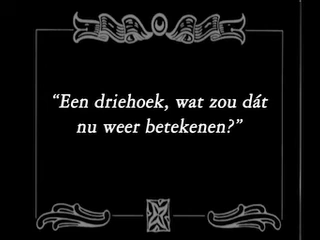 “Een driehoek, wat zou dát
nu weer betekenen?”